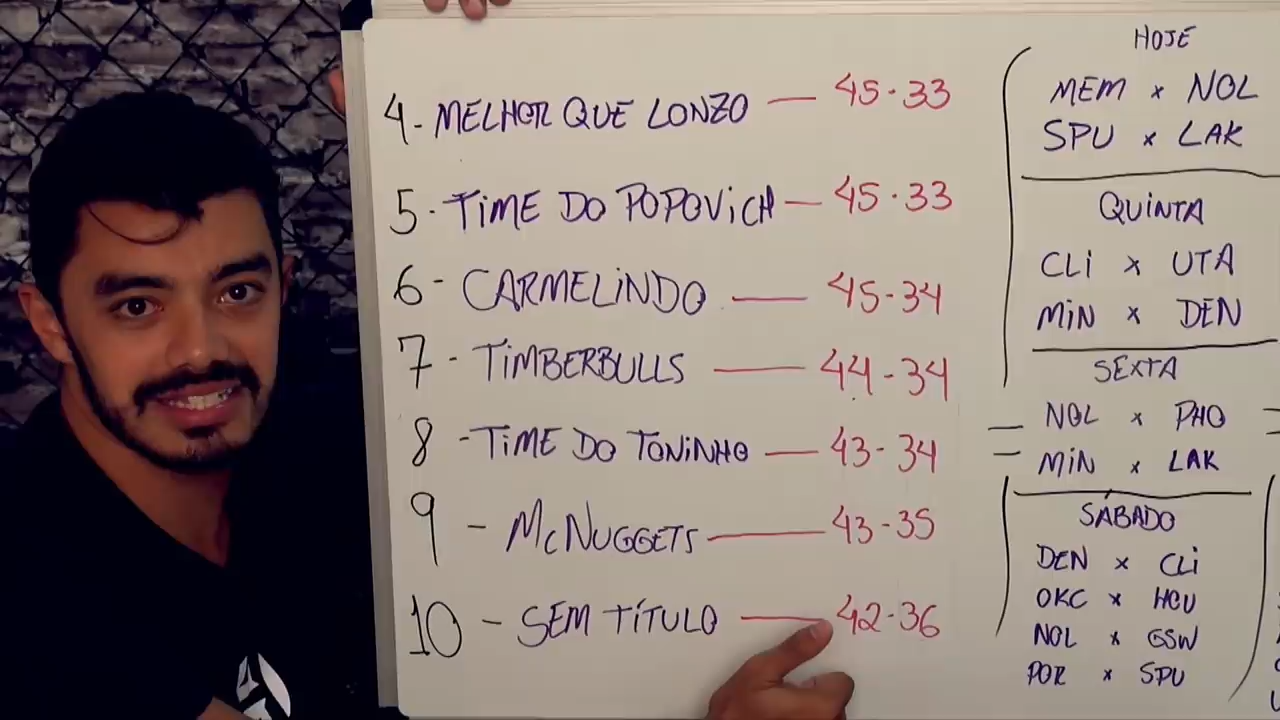 4- MELHOR QUE LONZO — 45-33
5- TIME DO POPOVICH — 45-33
6- CARMELINDO — 45-34
7- TIMBERBULLS — 44-34
8- TIME DO TONINHO — 43-34
9- McNUGGETS — 43-35
10- SEM TÍTULO — 42-36
HOJE
MEM x NOL
SPU x LAK
QUINTA
CLI x UTA
MIN x DEN
SEXTA
NOL x PHO
MIN x LAK
SÁBADO
DEN x CLI
OKC x HOU
NOL x GSW
POR x SPU